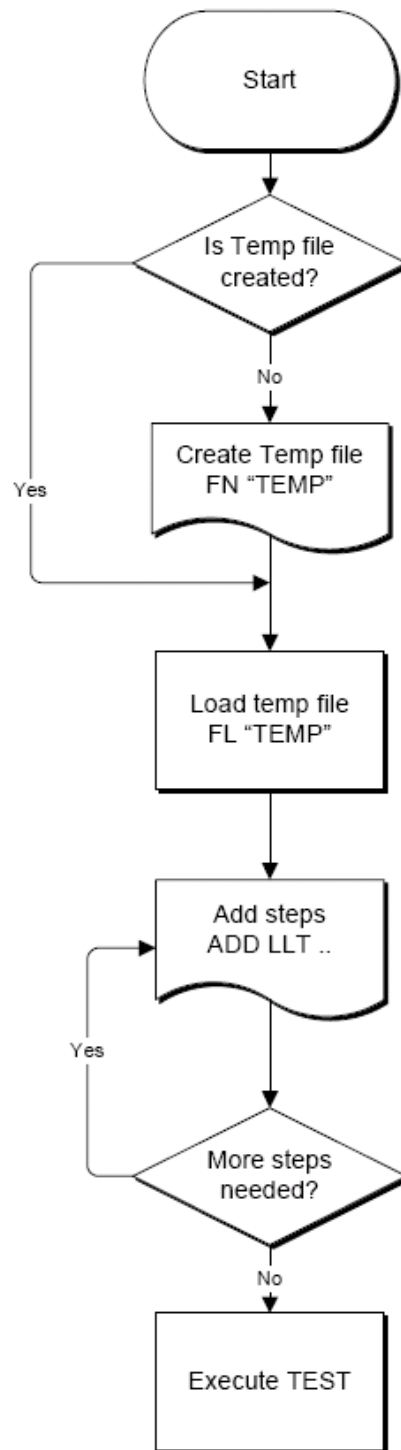 Start
Is Temp file
created?
No
Create Temp file
FN “TEMP”
Yes
Load temp file
FL “TEMP”
Add steps
ADD LLT ..
Yes
More steps
needed?
No
Execute TEST